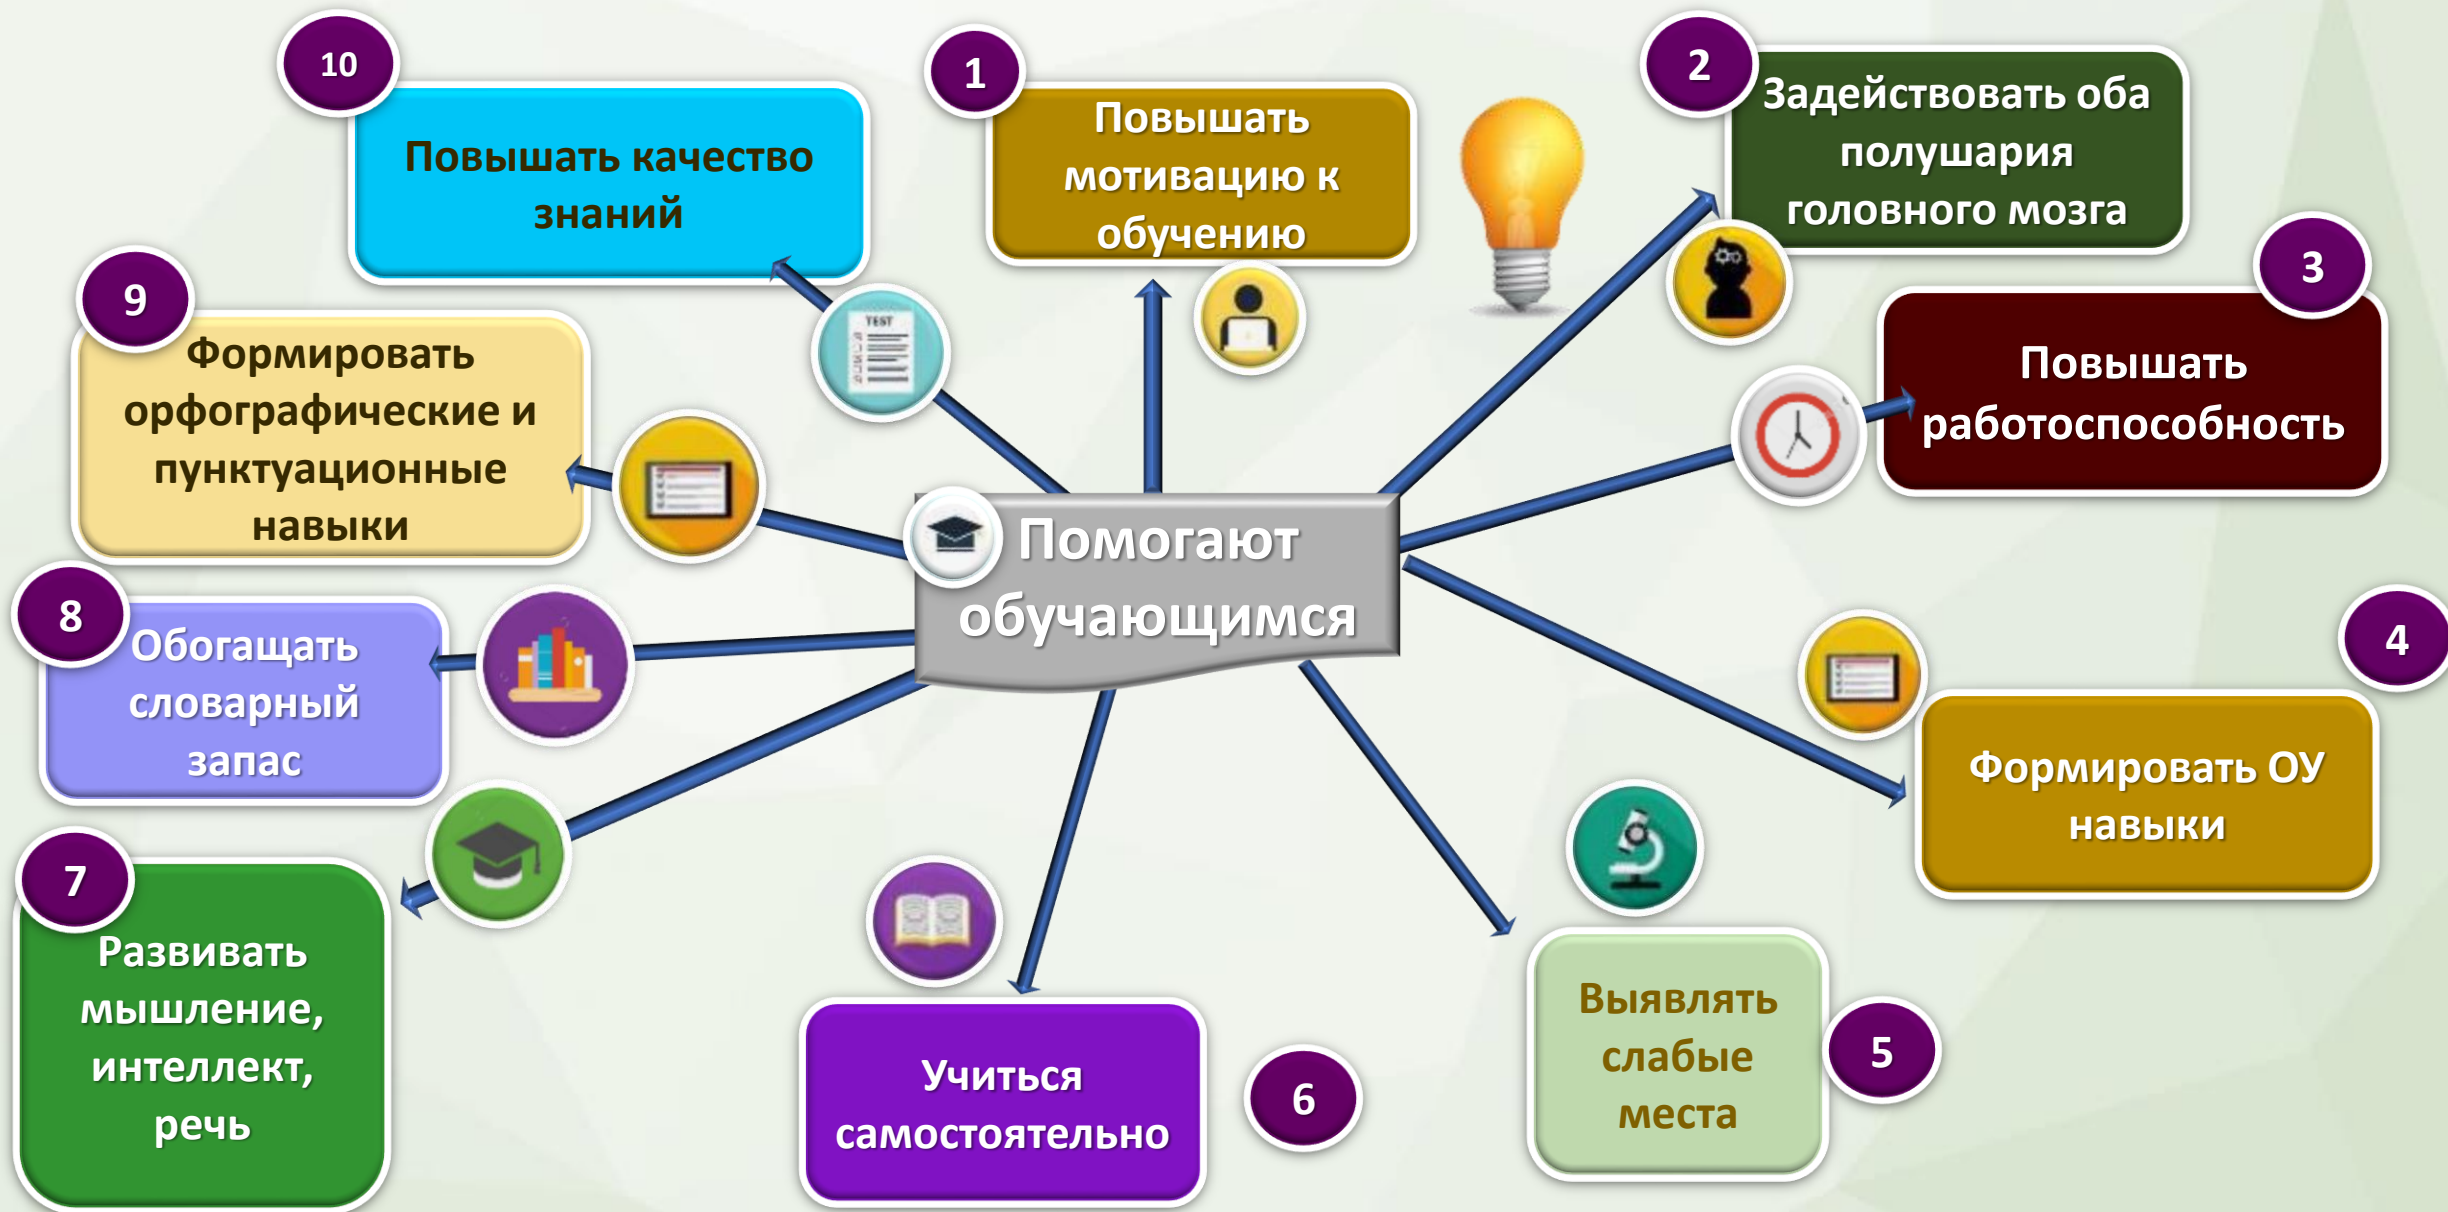 Помогают
обучающимся
1
Повышать
мотивацию к
обучению
2
Задействовать оба
полушария
головного мозга
3
Повышать
работоспособность
4
Формировать ОУ
навыки
5
Выявлять
слабые
места
6
Учиться
самостоятельно
7
Развивать
мышление,
интеллект,
речь
8
Обогащать
словарный
запас
9
Формировать
орфографические и
пунктуационные
навыки
10
Повышать качество
знаний
TEST